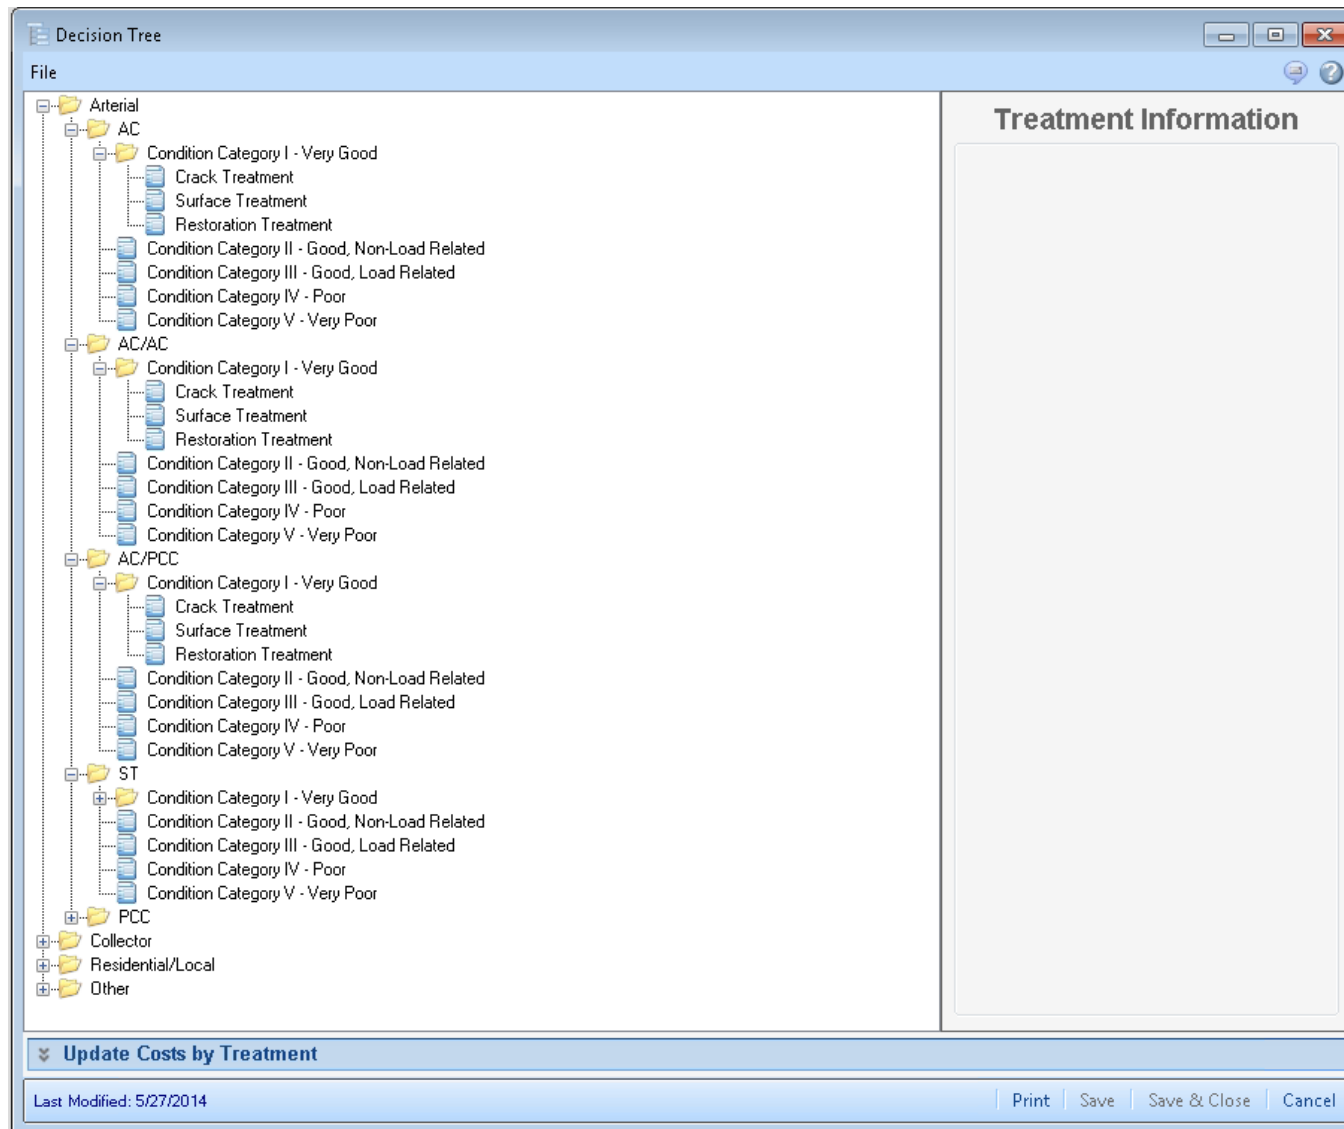 Decision Tree
File
Arterial
AC
Condition Category I - Very Good
Crack Treatment
Surface Treatment
Restoration Treatment
Condition Category II - Good, Non-Load Related
Condition Category III - Good, Load Related
Condition Category IV - Poor
Condition Category V - Very Poor
AC/AC
Condition Category I - Very Good
Crack Treatment
Surface Treatment
Restoration Treatment
Condition Category II - Good, Non-Load Related
Condition Category III - Good, Load Related
Condition Category IV - Poor
Condition Category V - Very Poor
AC/PCC
Condition Category I - Very Good
Crack Treatment
Surface Treatment
Restoration Treatment
Condition Category II - Good, Non-Load Related
Condition Category III - Good, Load Related
Condition Category IV - Poor
Condition Category V - Very Poor
ST
Condition Category I - Very Good
Condition Category II - Good, Non-Load Related
Condition Category III - Good, Load Related
Condition Category IV - Poor
Condition Category V - Very Poor
PCC
Collector
Residential/Local
Other
Treatment Information
Update Costs by Treatment
Last Modified: 5/27/2014
Print Save Save & Close Cancel